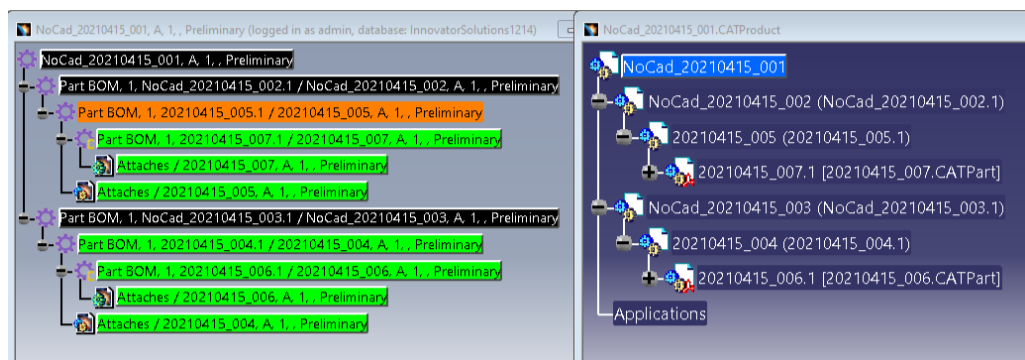 NoCad_20210415_001, A, 1, , Preliminary (logged in as admin, database: InnovatorSolutions1214)
NoCad_20210415_001, A, 1, , Preliminary
Part BOM, 1, NoCad_20210415_002.1 / NoCad_20210415_002, A, 1, , Preliminary
Part BOM, 1, 20210415_005.1 / 20210415_005, A, 1, , Preliminary
Part BOM, 1, 20210415_007.1 / 20210415_007, A, 1, , Preliminary
Attaches / 20210415_007, A, 1, , Preliminary
Attaches / 20210415_005, A, 1, , Preliminary
Part BOM, 1, NoCad_20210415_003.1 / NoCad_20210415_003, A, 1, , Preliminary
Part BOM, 1, 20210415_004.1 / 20210415_004, A, 1, , Preliminary
Part BOM, 1, 20210415_006.1 / 20210415_006, A, 1, , Preliminary
Attaches / 20210415_006, A, 1, , Preliminary
Attaches / 20210415_004, A, 1, , Preliminary
NoCad_20210415_001.CATProduct
NoCad_20210415_001
NoCad_20210415_002 (NoCad_20210415_002.1)
20210415_005 (20210415_005.1)
20210415_007.1 [20210415_007.CATPart]
NoCad_20210415_003 (NoCad_20210415_003.1)
20210415_004 (20210415_004.1)
20210415_006.1 [20210415_006.CATPart]
Applications